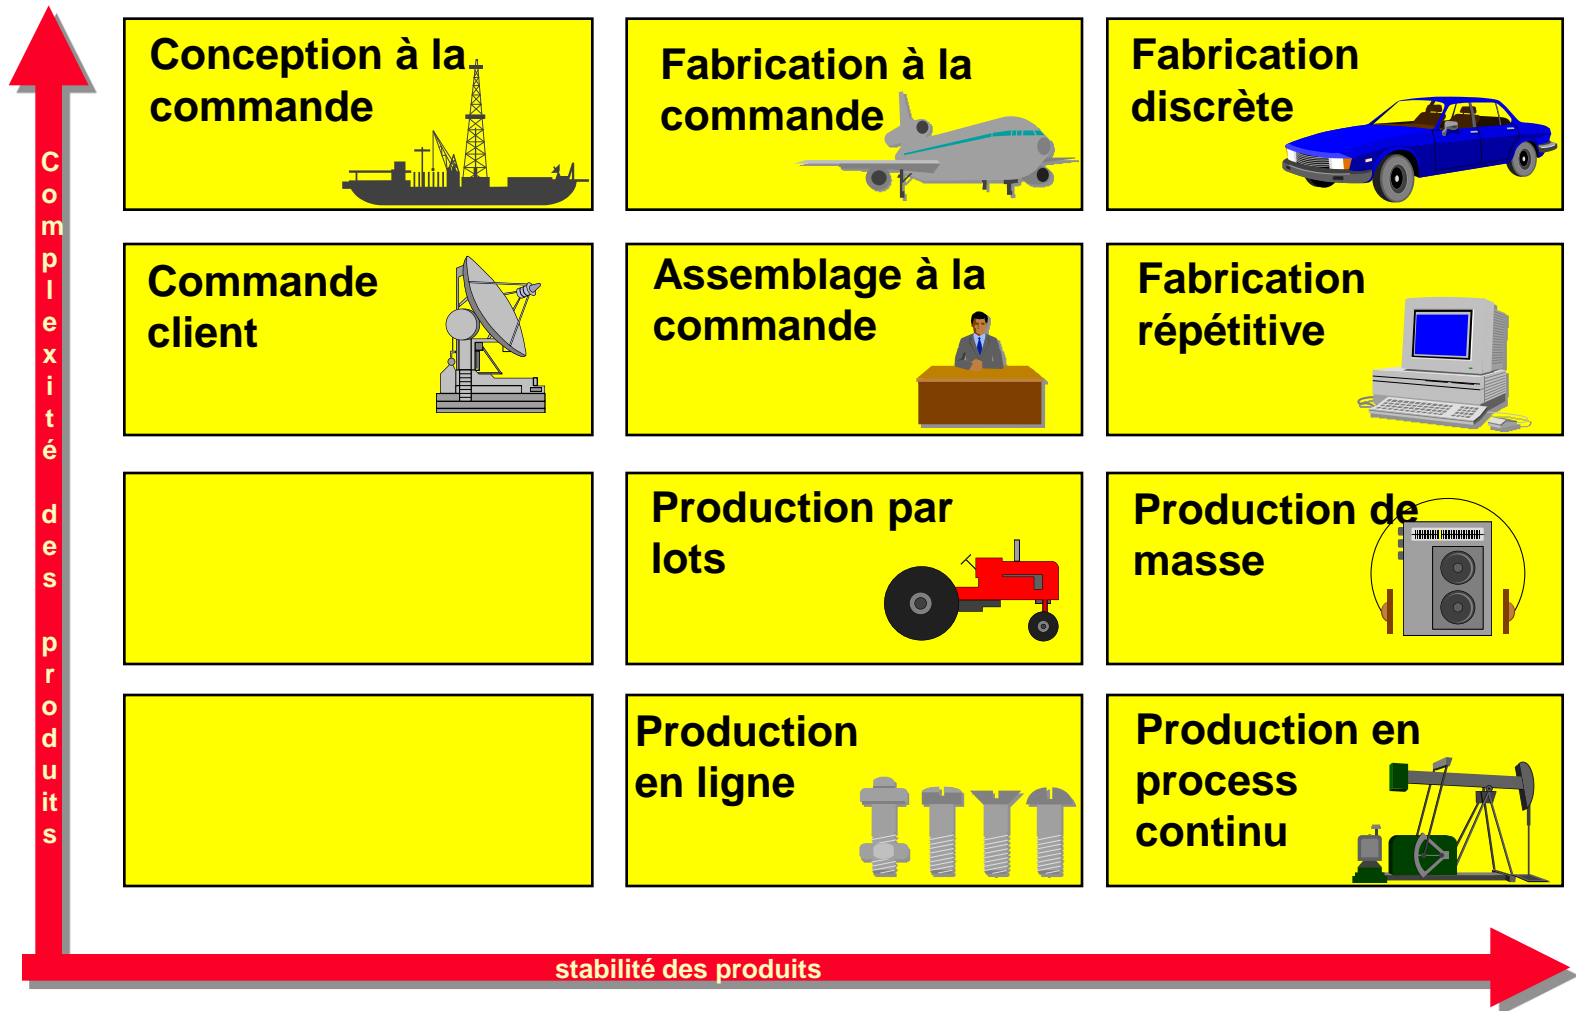 Conception à la
commande
Fabrication à la
commande
Fabrication
discrète
Complexité des produits
Commande
client
Assemblage à la
commande
Fabrication
répétitive
Production par
lots
Production de
masse
Production
en ligne
Production en
process
continu
stabilité des produits